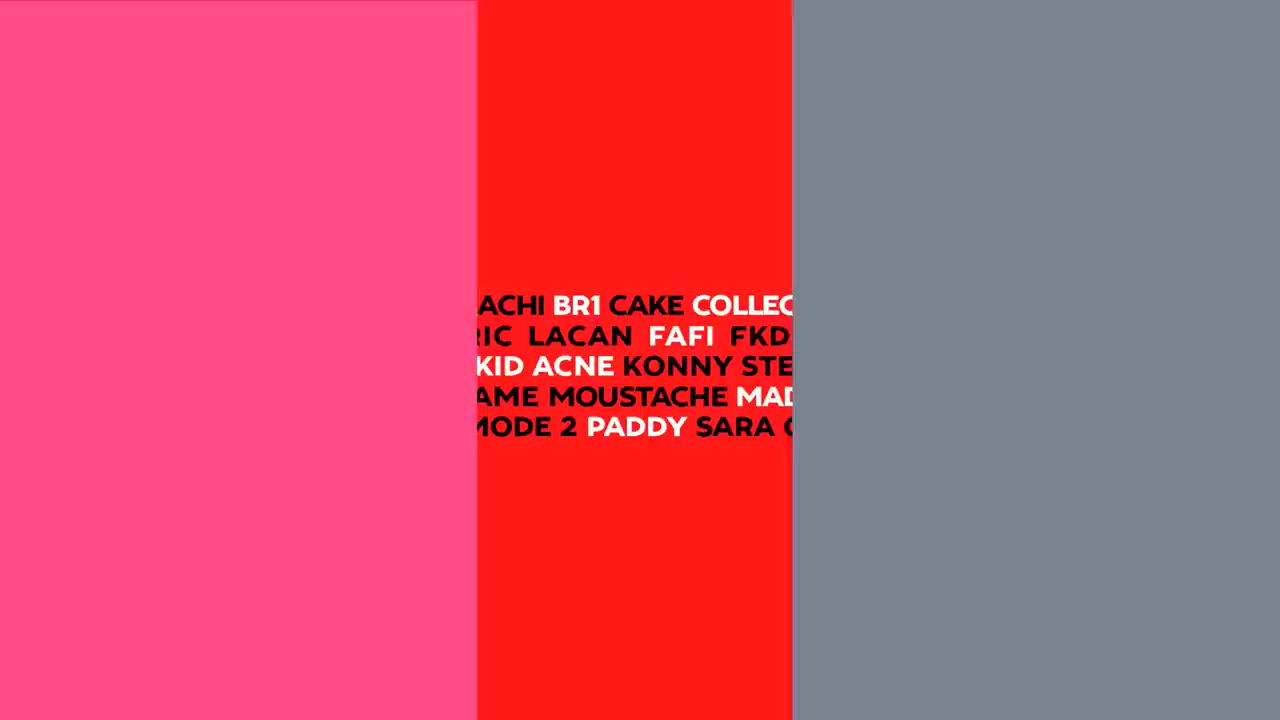 ACHI BR1 CAKE COLLEC
RIC LACAN FAFI FKD
KID ACNE KONNY STE
AME MOUSTACHE MAD
MODE 2 PADDY SARA